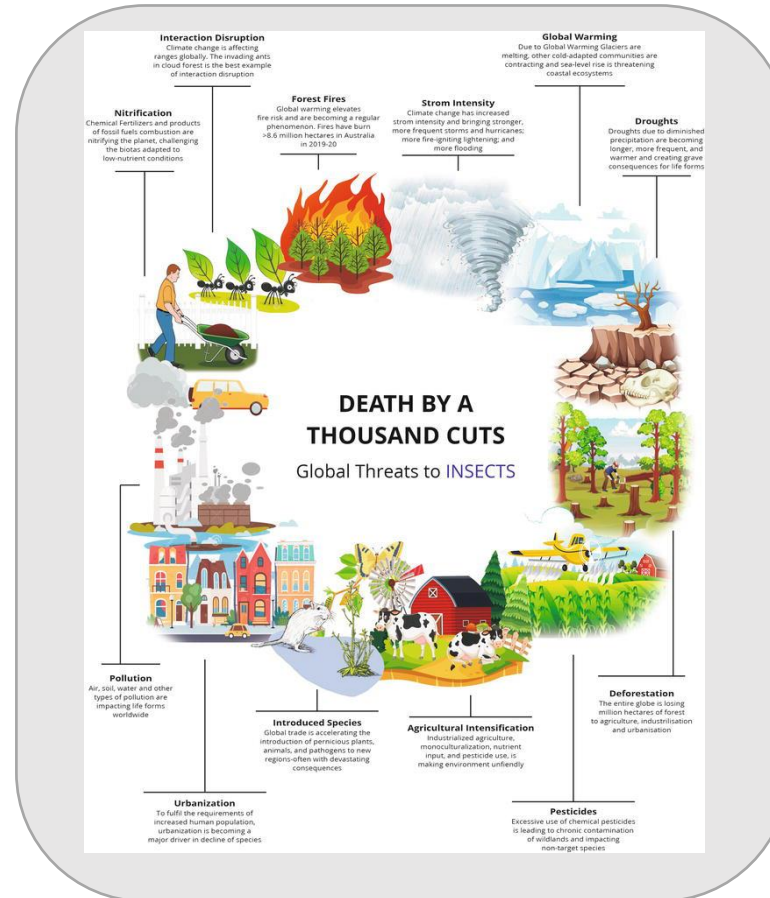 Interaction Disruption
Climate change is affecting
ranges globally. The invading ants
in cloud forest is the best example
of interaction disruption
Global Warming
Due to Global Warming Glaciers are
melting, other cold-adapted communities are
contracting and sea-level rise is threatening
coastal ecosystems
Nitrification
Chemical Fertilizers and products
of fossil fuels combustion are
nitrifying the planet, challenging
the biotas adapted to
low-nutrient conditions
Forest Fires
Global warming elevates
fire risk and are becoming a regular
phenomenon. Fires have burn
>8.6 million hectares in Australia
in 2019-20
Strom Intensity
Climate change has increased
strom intensity and bringing stronger,
more frequent storms and hurricanes;
more fire-igniting lightening; and
more flooding
Droughts
Droughts due to diminished
precipitation are becoming
longer, more frequent, and
warmer and creating grave
consequences for life forms
DEATH BY A
THOUSAND CUTS
Global Threats to INSECTS
Pollution
Air, soil, water and other
types of pollution are
impacting life forms
worldwide
Introduced Species
Global trade is accelerating the
introduction of pernicious plants,
animals, and pathogens to new
regions-often with devastating
consequences
Agricultural Intensification
Industrialized agriculture,
monoculturalization, nutrient
input, and pesticide use, is
making environment unfiendly
Deforestation
The entire globe is losing
million hectares of forest
to agriculture, industrilisation
and urbanisation
Urbanization
To fulfil the requirements of
increased human population,
urbanization is becoming a
major driver in decline of species
Pesticides
Excessive use of chemical pesticides
is leading to chronic contamination
of wildlands and impacting
non-target species